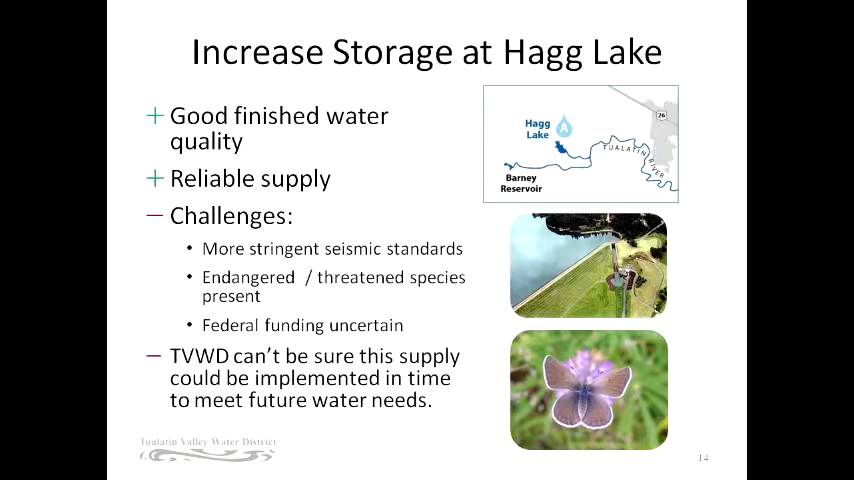 Increase Storage at Hagg Lake
+ Good finished water
quality
+ Reliable supply
− Challenges:
• More stringent seismic standards
• Endangered / threatened species
present
• Federal funding uncertain
− TVWD can't be sure this supply
could be implemented in time
to meet future water needs.
26
Hagg
Lake
A
TUALATIN
RIVER
Barney
Reservoir
Tualatin Valley Water District
14